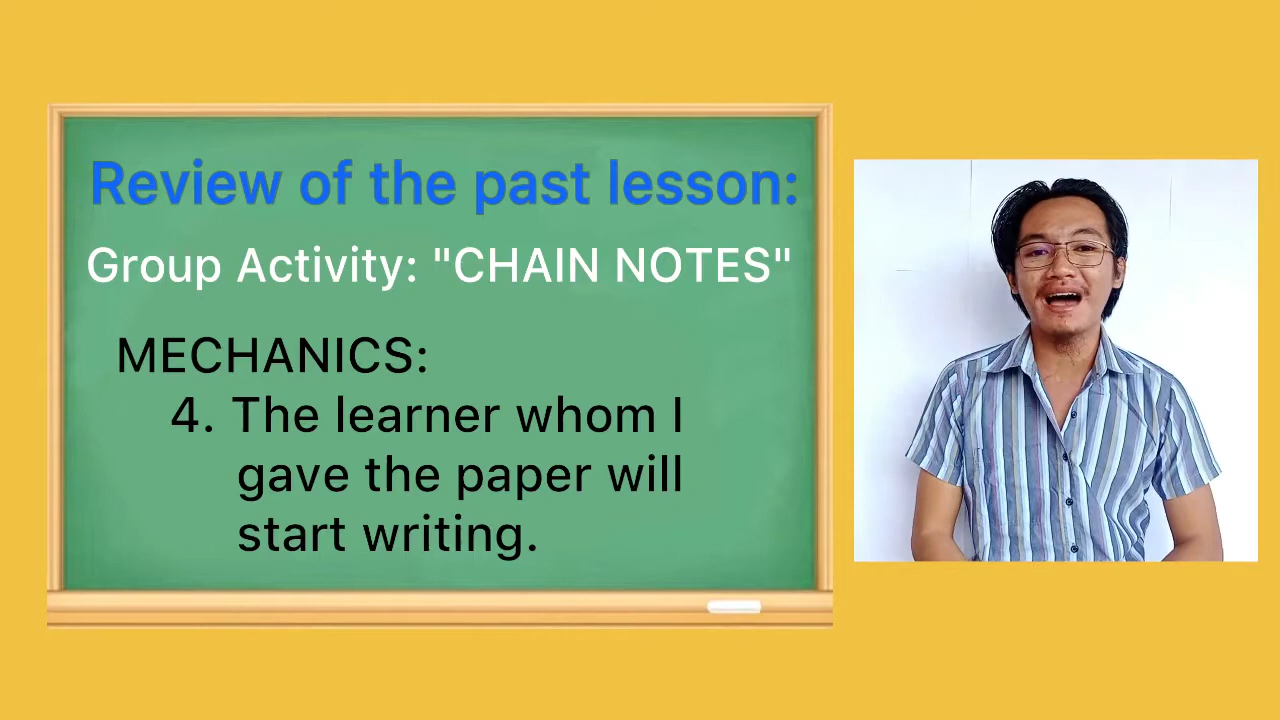 Review of the past lesson:
Group Activity: "CHAIN NOTES"
MECHANICS:
4. The learner whom I
gave the paper will
start writing.